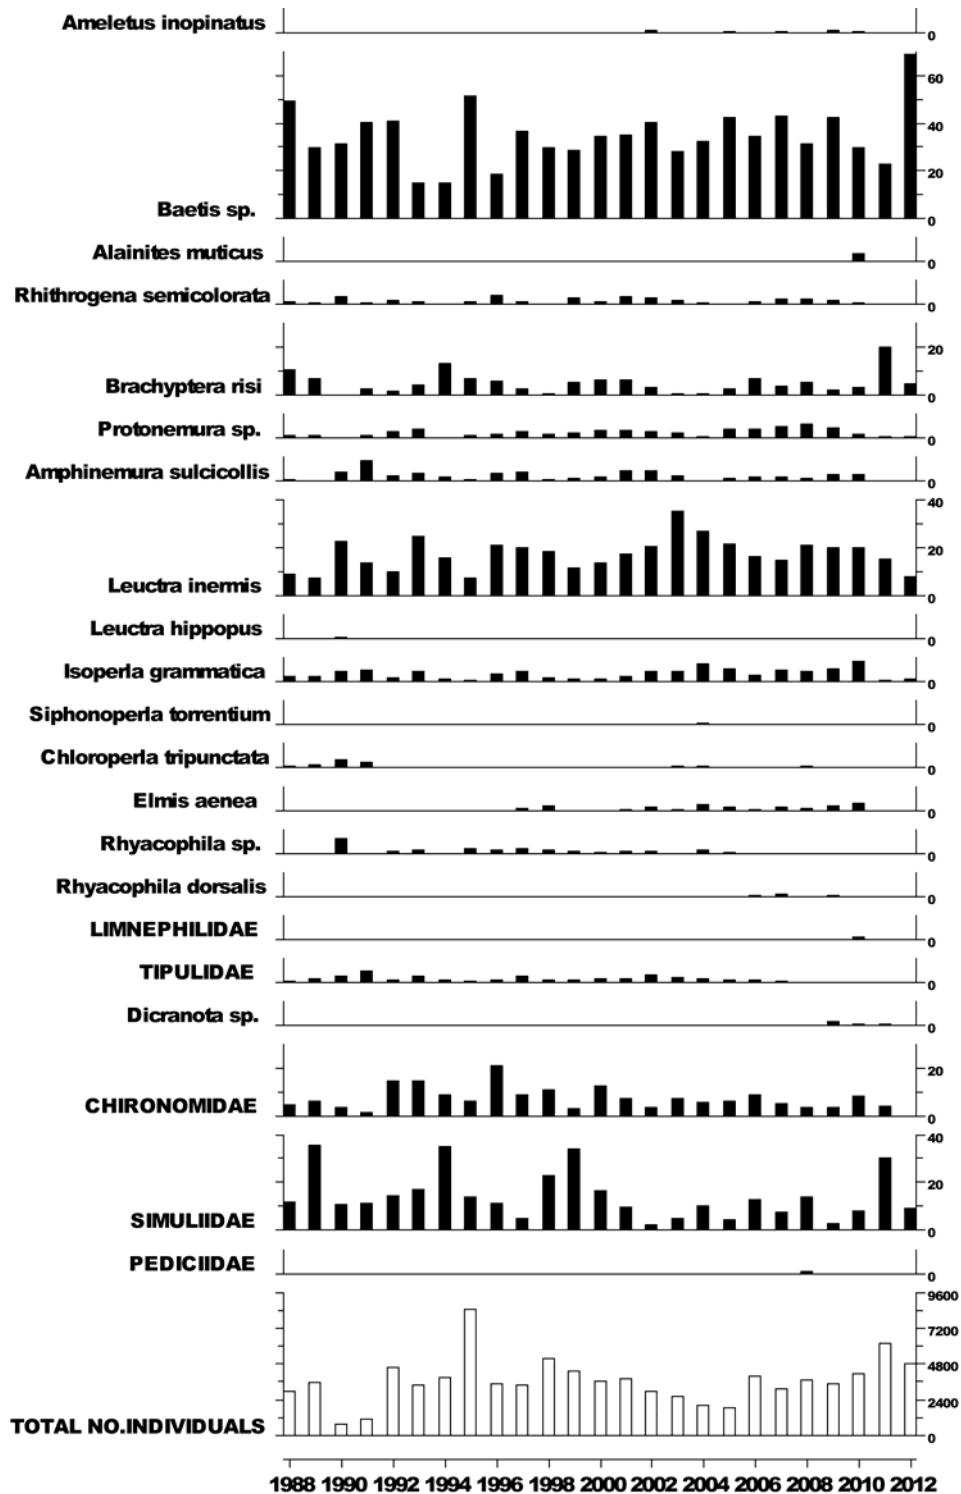 Ameletus inopinatus
0
60
40
20
Baetis sp.
0
Alainites muticus
0
Rhithrogena semicolorata
0
20
Brachyptera risi
0
Protonemura sp.
0
Amphinemura sulcicollis
0
40
20
Leuctra inermis
0
Leuctra hippopus
0
Isoperla grammatica
0
Siphonoperla torrentium
0
Chloroperla tripunctata
0
Elmis aenea
0
Rhyacophila sp.
0
Rhyacophila dorsalis
0
LIMNEPHILIDAE
0
TIPULIDAE
0
Dicranota sp.
0
20
CHIRONOMIDAE
0
40
20
SIMULIIDAE
0
PEDICIIDAE
0
9600
7200
4800
2400
TOTAL NO.INDIVIDUALS
0
1988 1990 1992 1994 1996 1998 2000 2002 2004 2006 2008 2010 2012